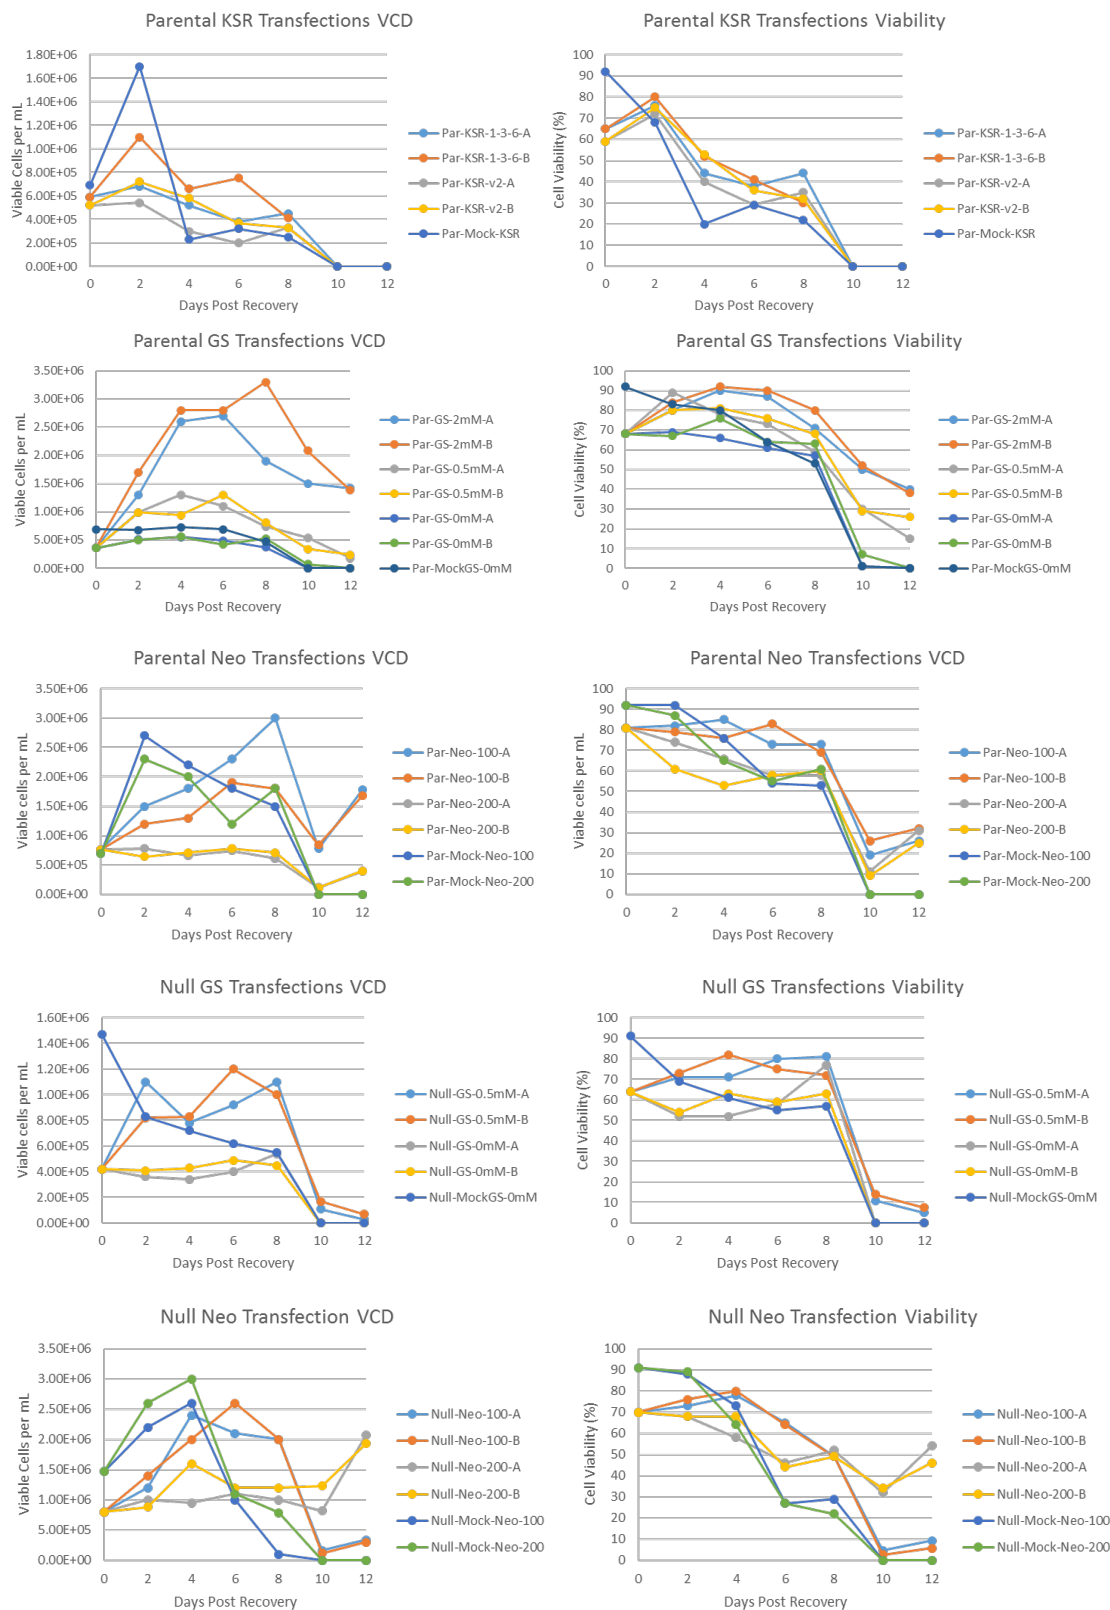 Parental KSR Transfections VCD
Viable Cells per mL
1.80E+06
1.60E+06
1.40E+06
1.20E+06
1.00E+06
8.00E+05
6.00E+05
4.00E+05
2.00E+05
0.00E+00
0 2 4 6 8 10 12
Days Post Recovery
Par-KSR-1-3-6-A
Par-KSR-1-3-6-B
Par-KSR-v2-A
Par-KSR-v2-B
Par-Mock-KSR
Parental KSR Transfections Viability
Cell Viability (%)
100
90
80
70
60
50
40
30
20
10
0
0 2 4 6 8 10 12
Days Post Recovery
Par-KSR-1-3-6-A
Par-KSR-1-3-6-B
Par-KSR-v2-A
Par-KSR-v2-B
Par-Mock-KSR
Parental GS Transfections VCD
Viable Cells per mL
3.50E+06
3.00E+06
2.50E+06
2.00E+06
1.50E+06
1.00E+06
5.00E+05
0.00E+00
0 2 4 6 8 10 12
Days Post Recovery
Par-GS-2mM-A
Par-GS-2mM-B
Par-GS-0.5mM-A
Par-GS-0.5mM-B
Par-GS-0mM-A
Par-GS-0mM-B
Par-MockGS-0mM
Parental GS Transfections Viability
Cell Viability (%)
100
90
80
70
60
50
40
30
20
10
0
0 2 4 6 8 10 12
Days Post Recovery
Par-GS-2mM-A
Par-GS-2mM-B
Par-GS-0.5mM-A
Par-GS-0.5mM-B
Par-GS-0mM-A
Par-GS-0mM-B
Par-MockGS-0mM
Parental Neo Transfections VCD
Viable cells per mL
3.50E+06
3.00E+06
2.50E+06
2.00E+06
1.50E+06
1.00E+06
5.00E+05
0.00E+00
0 2 4 6 8 10 12
Days Post Recovery
Par-Neo-100-A
Par-Neo-100-B
Par-Neo-200-A
Par-Neo-200-B
Par-Mock-Neo-100
Par-Mock-Neo-200
Parental Neo Transfections VCD
Viable cells per mL
100
90
80
70
60
50
40
30
20
10
0
0 2 4 6 8 10 12
Days Post Recovery
Par-Neo-100-A
Par-Neo-100-B
Par-Neo-200-A
Par-Neo-200-B
Par-Mock-Neo-100
Par-Mock-Neo-200
Null GS Transfections VCD
Viable cells per mL
1.60E+06
1.40E+06
1.20E+06
1.00E+06
8.00E+05
6.00E+05
4.00E+05
2.00E+05
0.00E+00
0 2 4 6 8 10 12
Days Post Recovery
Null-GS-0.5mM-A
Null-GS-0.5mM-B
Null-GS-0mM-A
Null-GS-0mM-B
Null-MockGS-0mM
Null GS Transfections Viability
Cell Viability (%)
100
90
80
70
60
50
40
30
20
10
0
0 2 4 6 8 10 12
Days Post Recovery
Null-GS-0.5mM-A
Null-GS-0.5mM-B
Null-GS-0mM-A
Null-GS-0mM-B
Null-MockGS-0mM
Null Neo Transfection VCD
Viable Cells per mL
3.50E+06
3.00E+06
2.50E+06
2.00E+06
1.50E+06
1.00E+06
5.00E+05
0.00E+00
0 2 4 6 8 10 12
Days Post Recovery
Null-Neo-100-A
Null-Neo-100-B
Null-Neo-200-A
Null-Neo-200-B
Null-Mock-Neo-100
Null-Mock-Neo-200
Null Neo Transfection Viability
Cell Viability (%)
100
90
80
70
60
50
40
30
20
10
0
0 2 4 6 8 10 12
Days Post Recovery
Null-Neo-100-A
Null-Neo-100-B
Null-Neo-200-A
Null-Neo-200-B
Null-Mock-Neo-100
Null-Mock-Neo-200